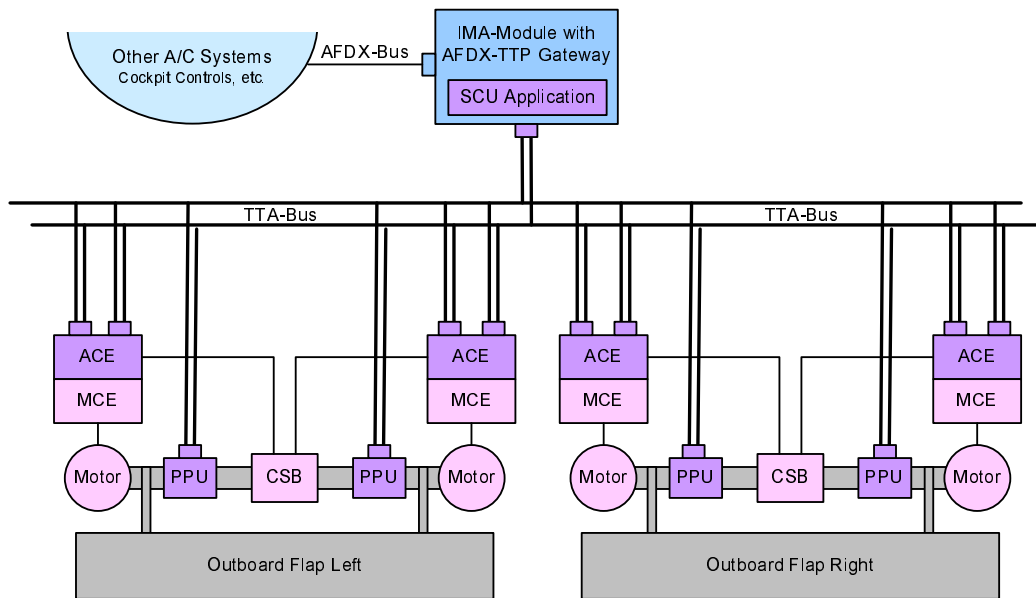 Other A/C Systems
Cockpit Controls, etc.
AFDX-Bus
IMA-Module with
AFDX-TTP Gateway
SCU Application
TTA-Bus
TTA-Bus
ACE
ACE
ACE
ACE
MCE
MCE
MCE
MCE
Motor
PPU
CSB
PPU
Motor
Motor
PPU
CSB
PPU
Motor
Outboard Flap Left
Outboard Flap Right